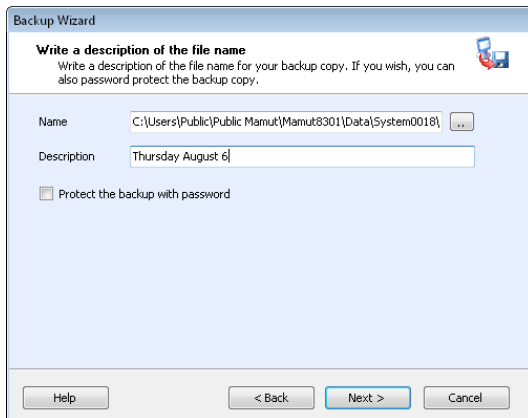 Backup Wizard
Write a description of the file name
Write a description of the file name for your backup copy. If you wish, you can
also password protect the backup copy.
Name C:\Users\Public\Public Mamut\Mamut8301\Data\System0018\ ..
Description Thursday August 6
Protect the backup with password
Help < Back Next > Cancel